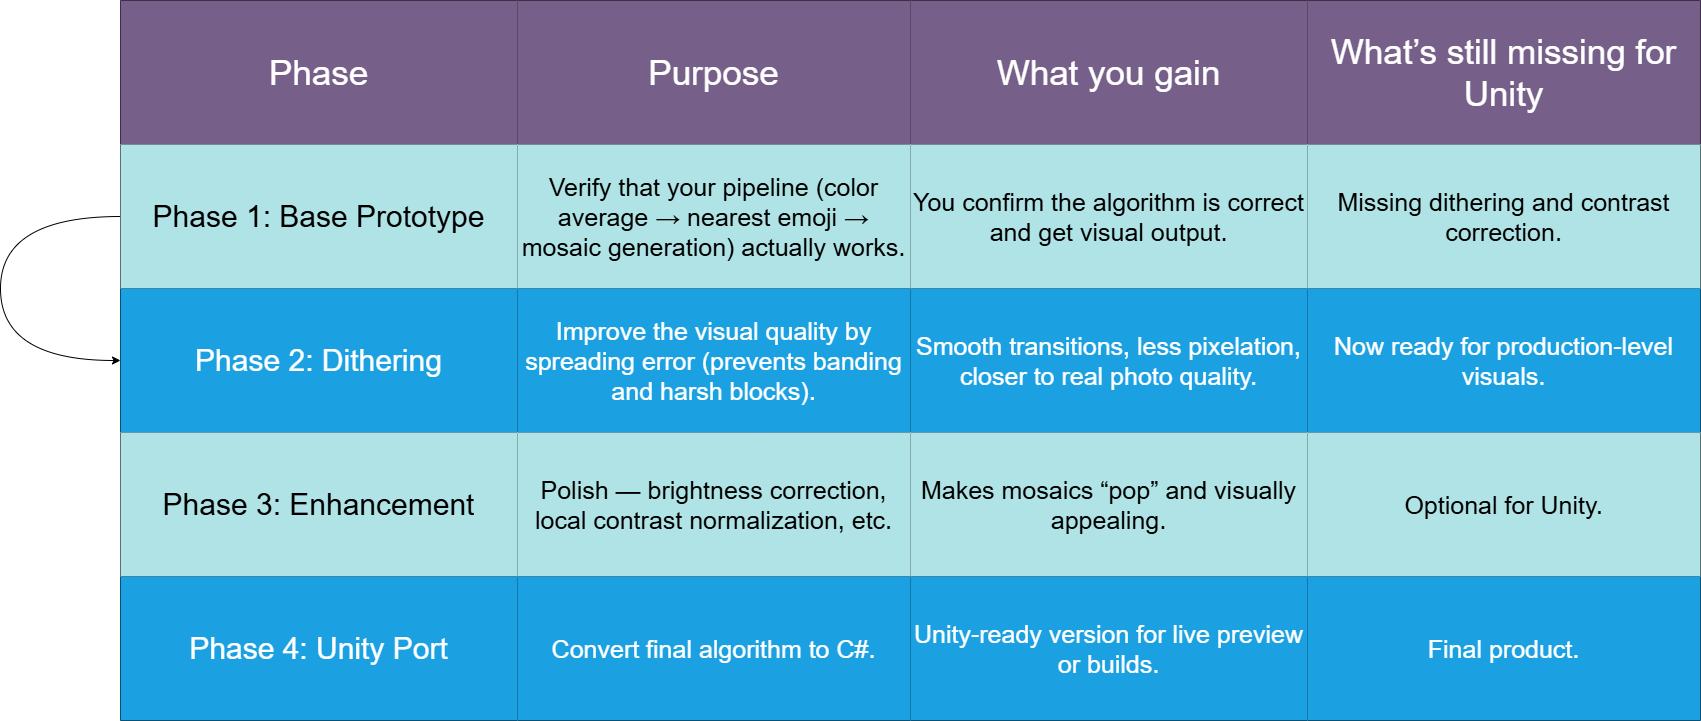 Phase
Purpose
What you gain
What’s still missing for
Unity
Phase 1: Base Prototype
Verify that your pipeline (color
average → nearest emoji →
mosaic generation) actually works.
You confirm the algorithm is correct
and get visual output.
Missing dithering and contrast
correction.
Phase 2: Dithering
Improve the visual quality by
spreading error (prevents banding
and harsh blocks).
Smooth transitions, less pixelation,
closer to real photo quality.
Now ready for production-level
visuals.
Phase 3: Enhancement
Polish — brightness correction,
local contrast normalization, etc.
Makes mosaics “pop” and visually
appealing.
Optional for Unity.
Phase 4: Unity Port
Convert final algorithm to C#.
Unity-ready version for live preview
or builds.
Final product.